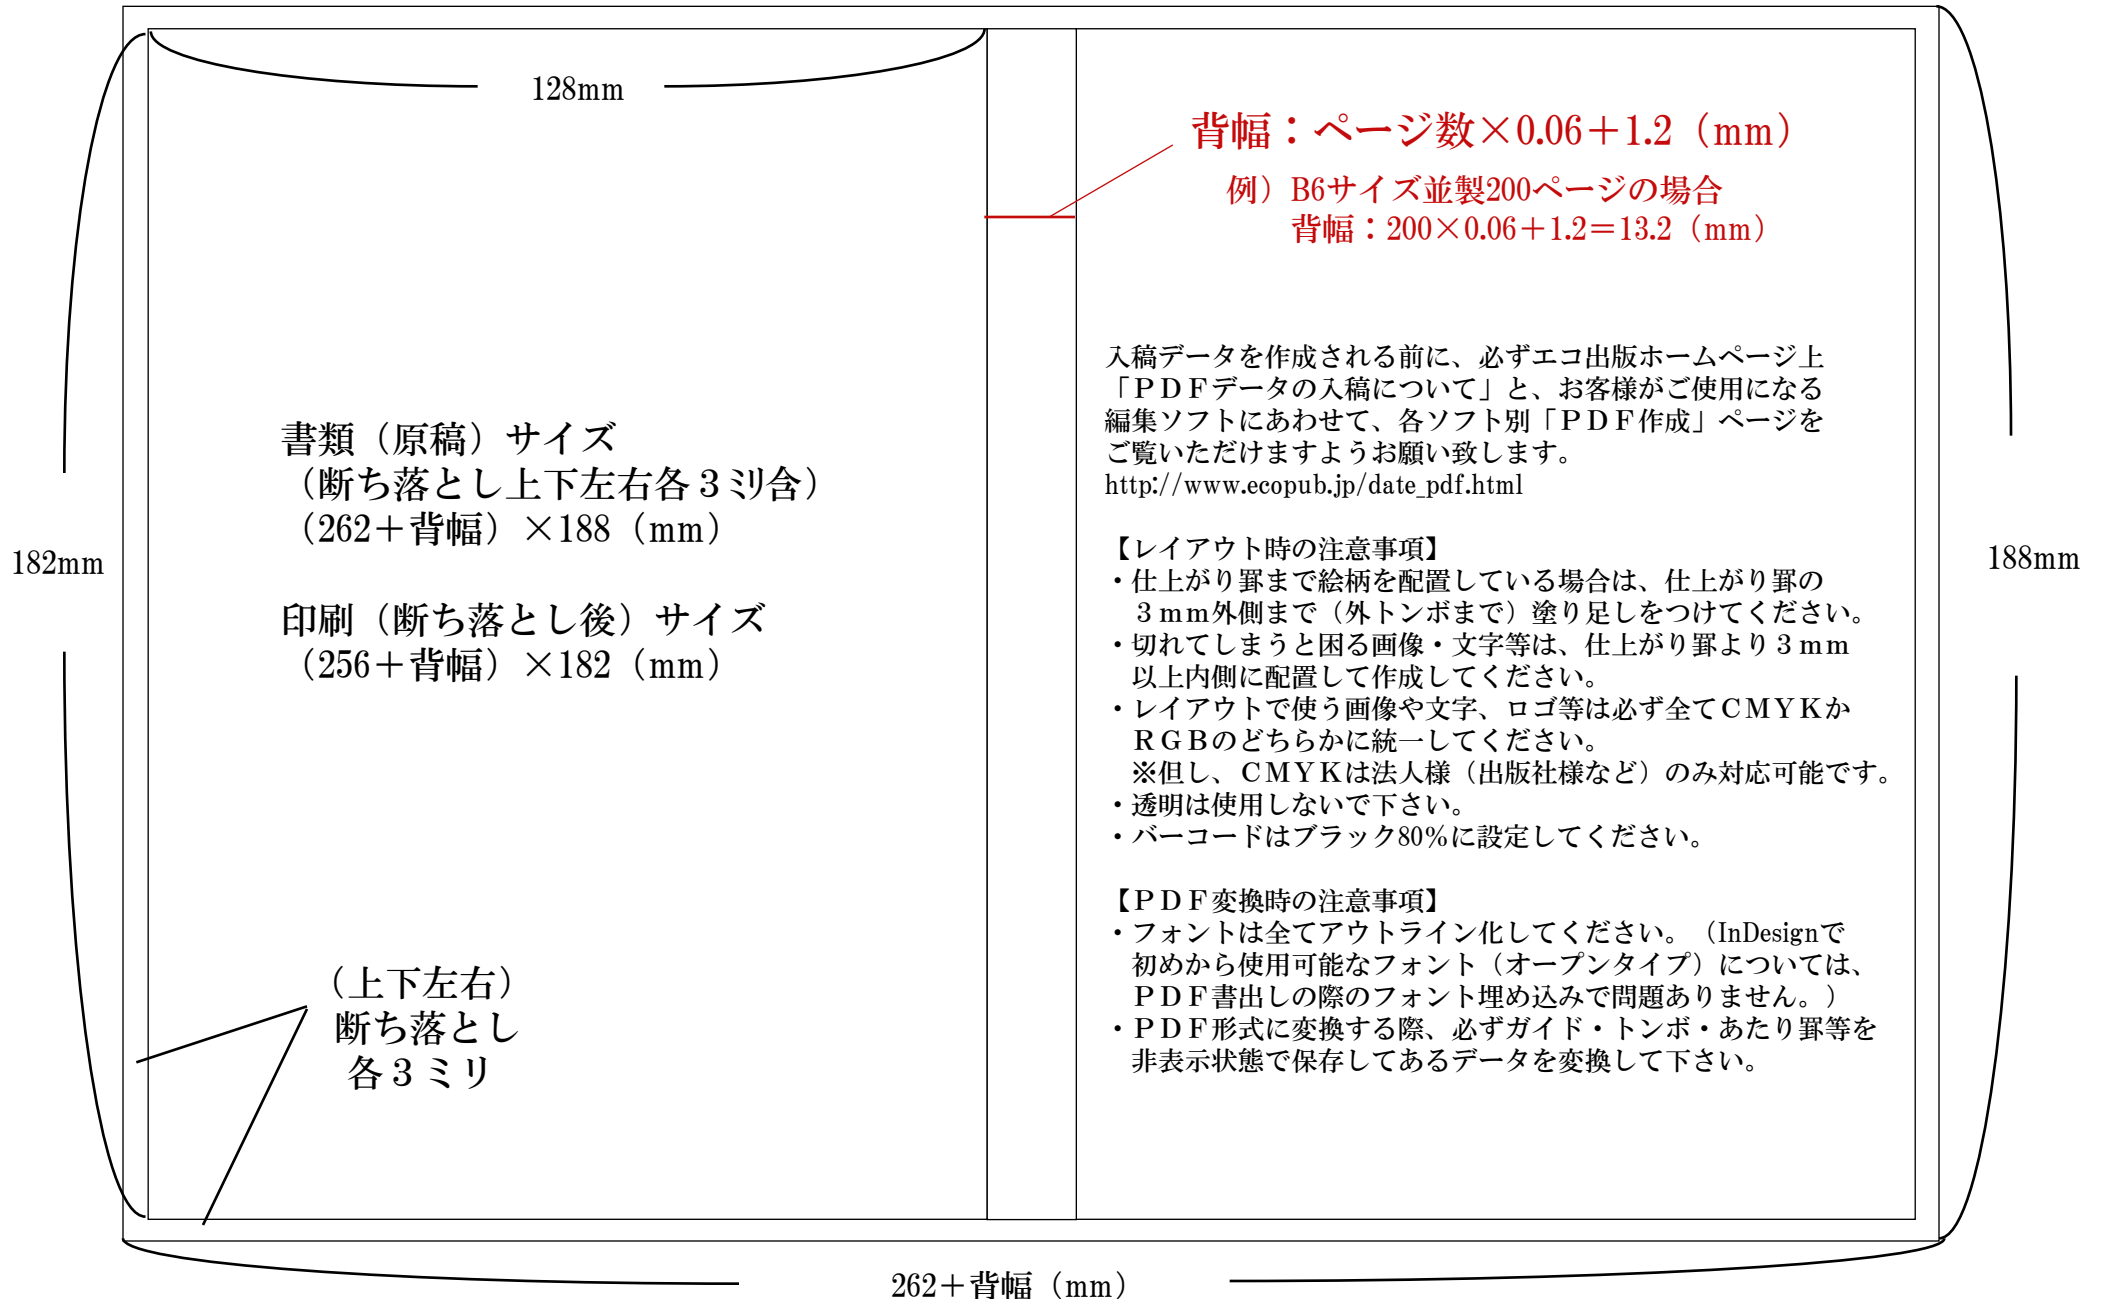 128mm
182mm
書類（原稿）サイズ
（断ち落とし上下左右各３ミリ含）
（262＋背幅）×188（mm）
印刷（断ち落とし後）サイズ
（256＋背幅）×182（mm）
（上下左右）
断ち落とし
各３ミリ
背幅：ページ数×0.06＋1.2（mm）
例）B6サイズ並製200ページの場合
背幅：200×0.06＋1.2＝13.2（mm）
入稿データを作成される前に、必ずエコ出版ホームページ上
「ＰＤＦデータの入稿について」と、お客様がご使用になる
編集ソフトにあわせて、各ソフト別「ＰＤＦ作成」ページを
ご覧いただけますようお願い致します。
http://www.ecopub.jp/date_pdf.html
【レイアウト時の注意事項】
・仕上がり罫まで絵柄を配置している場合は、仕上がり罫の
３ｍｍ外側まで（外トンボまで）塗り足しをつけてください。
・切れてしまうと困る画像・文字等は、仕上がり罫より３ｍｍ
以上内側に配置して作成してください。
・レイアウトで使う画像や文字、ロゴ等は必ず全てＣＭＹＫか
ＲＧＢのどちらかに統一してください。
※但し、ＣＭＹＫは法人様（出版社様など）のみ対応可能です。
・透明は使用しないで下さい。
・バーコードはブラック80％に設定してください。
【ＰＤＦ変換時の注意事項】
・フォントは全てアウトライン化してください。（InDesignで
初めから使用可能なフォント（オープンタイプ）については、
ＰＤＦ書出しの際のフォント埋め込みで問題ありません。）
・ＰＤＦ形式に変換する際、必ずガイド・トンボ・あたり罫等を
非表示状態で保存してあるデータを変換して下さい。
188mm
262＋背幅（mm）